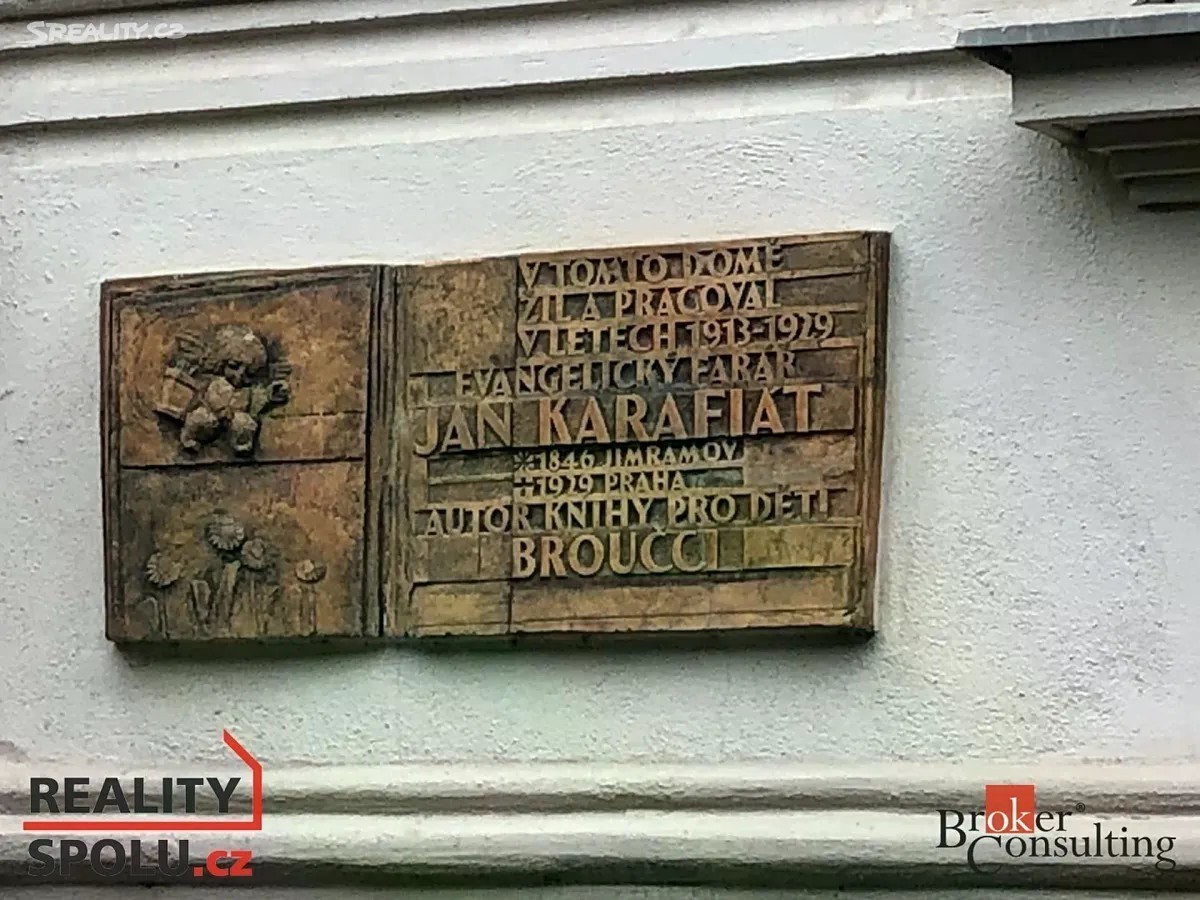 SREALITY.CZ
V TOMTO DOMĚ
ŽIL A PRACOVAL
V LETECH 1913-1929
EVANGELICKÝ FARÁŘ
JAN KARAFIÁT
*1846 JIMRAMOV
+1929 PRAHA
AUTOR KNIHY PRO DĚTI
BROUČCI
REALITY
SPOLU.cz
Broker
Consulting®